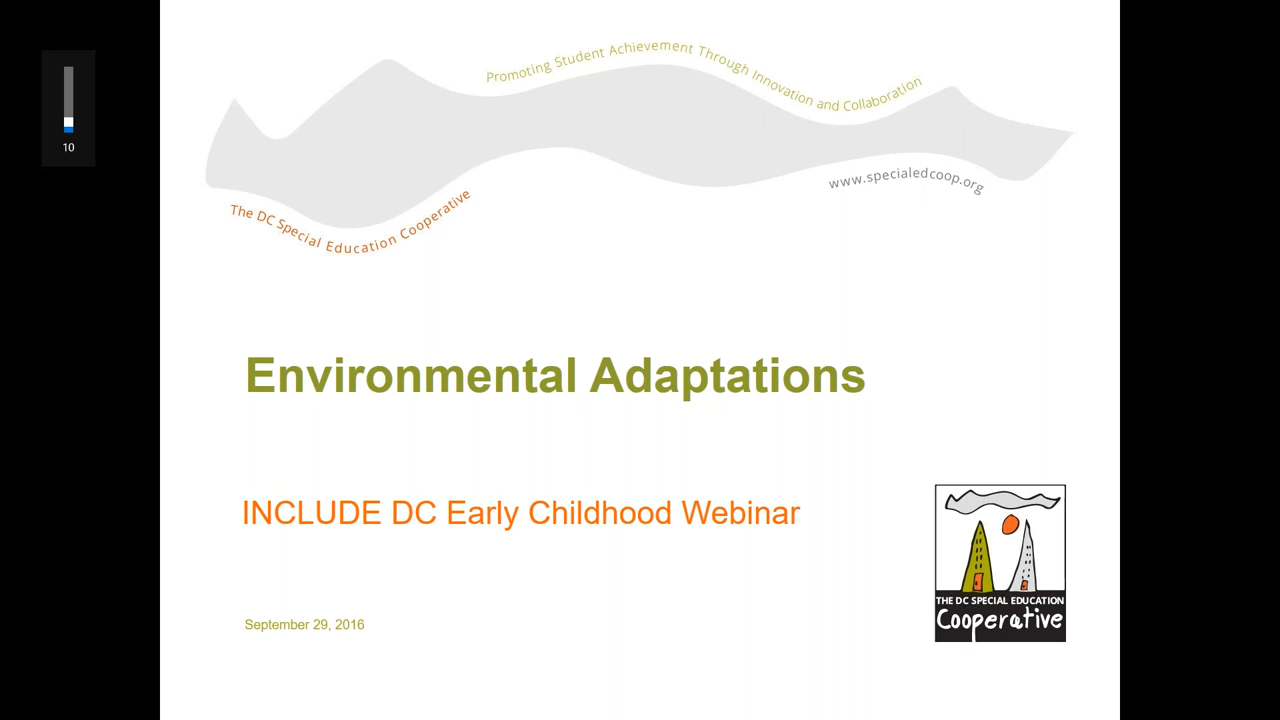 10
Promoting Student Achievement Through Innovation and Collaboration
www.specialedcoop.org
The DC Special Education Cooperative
Environmental Adaptations
INCLUDE DC Early Childhood Webinar
September 29, 2016
THE DC SPECIAL EDUCATION
Cooperative